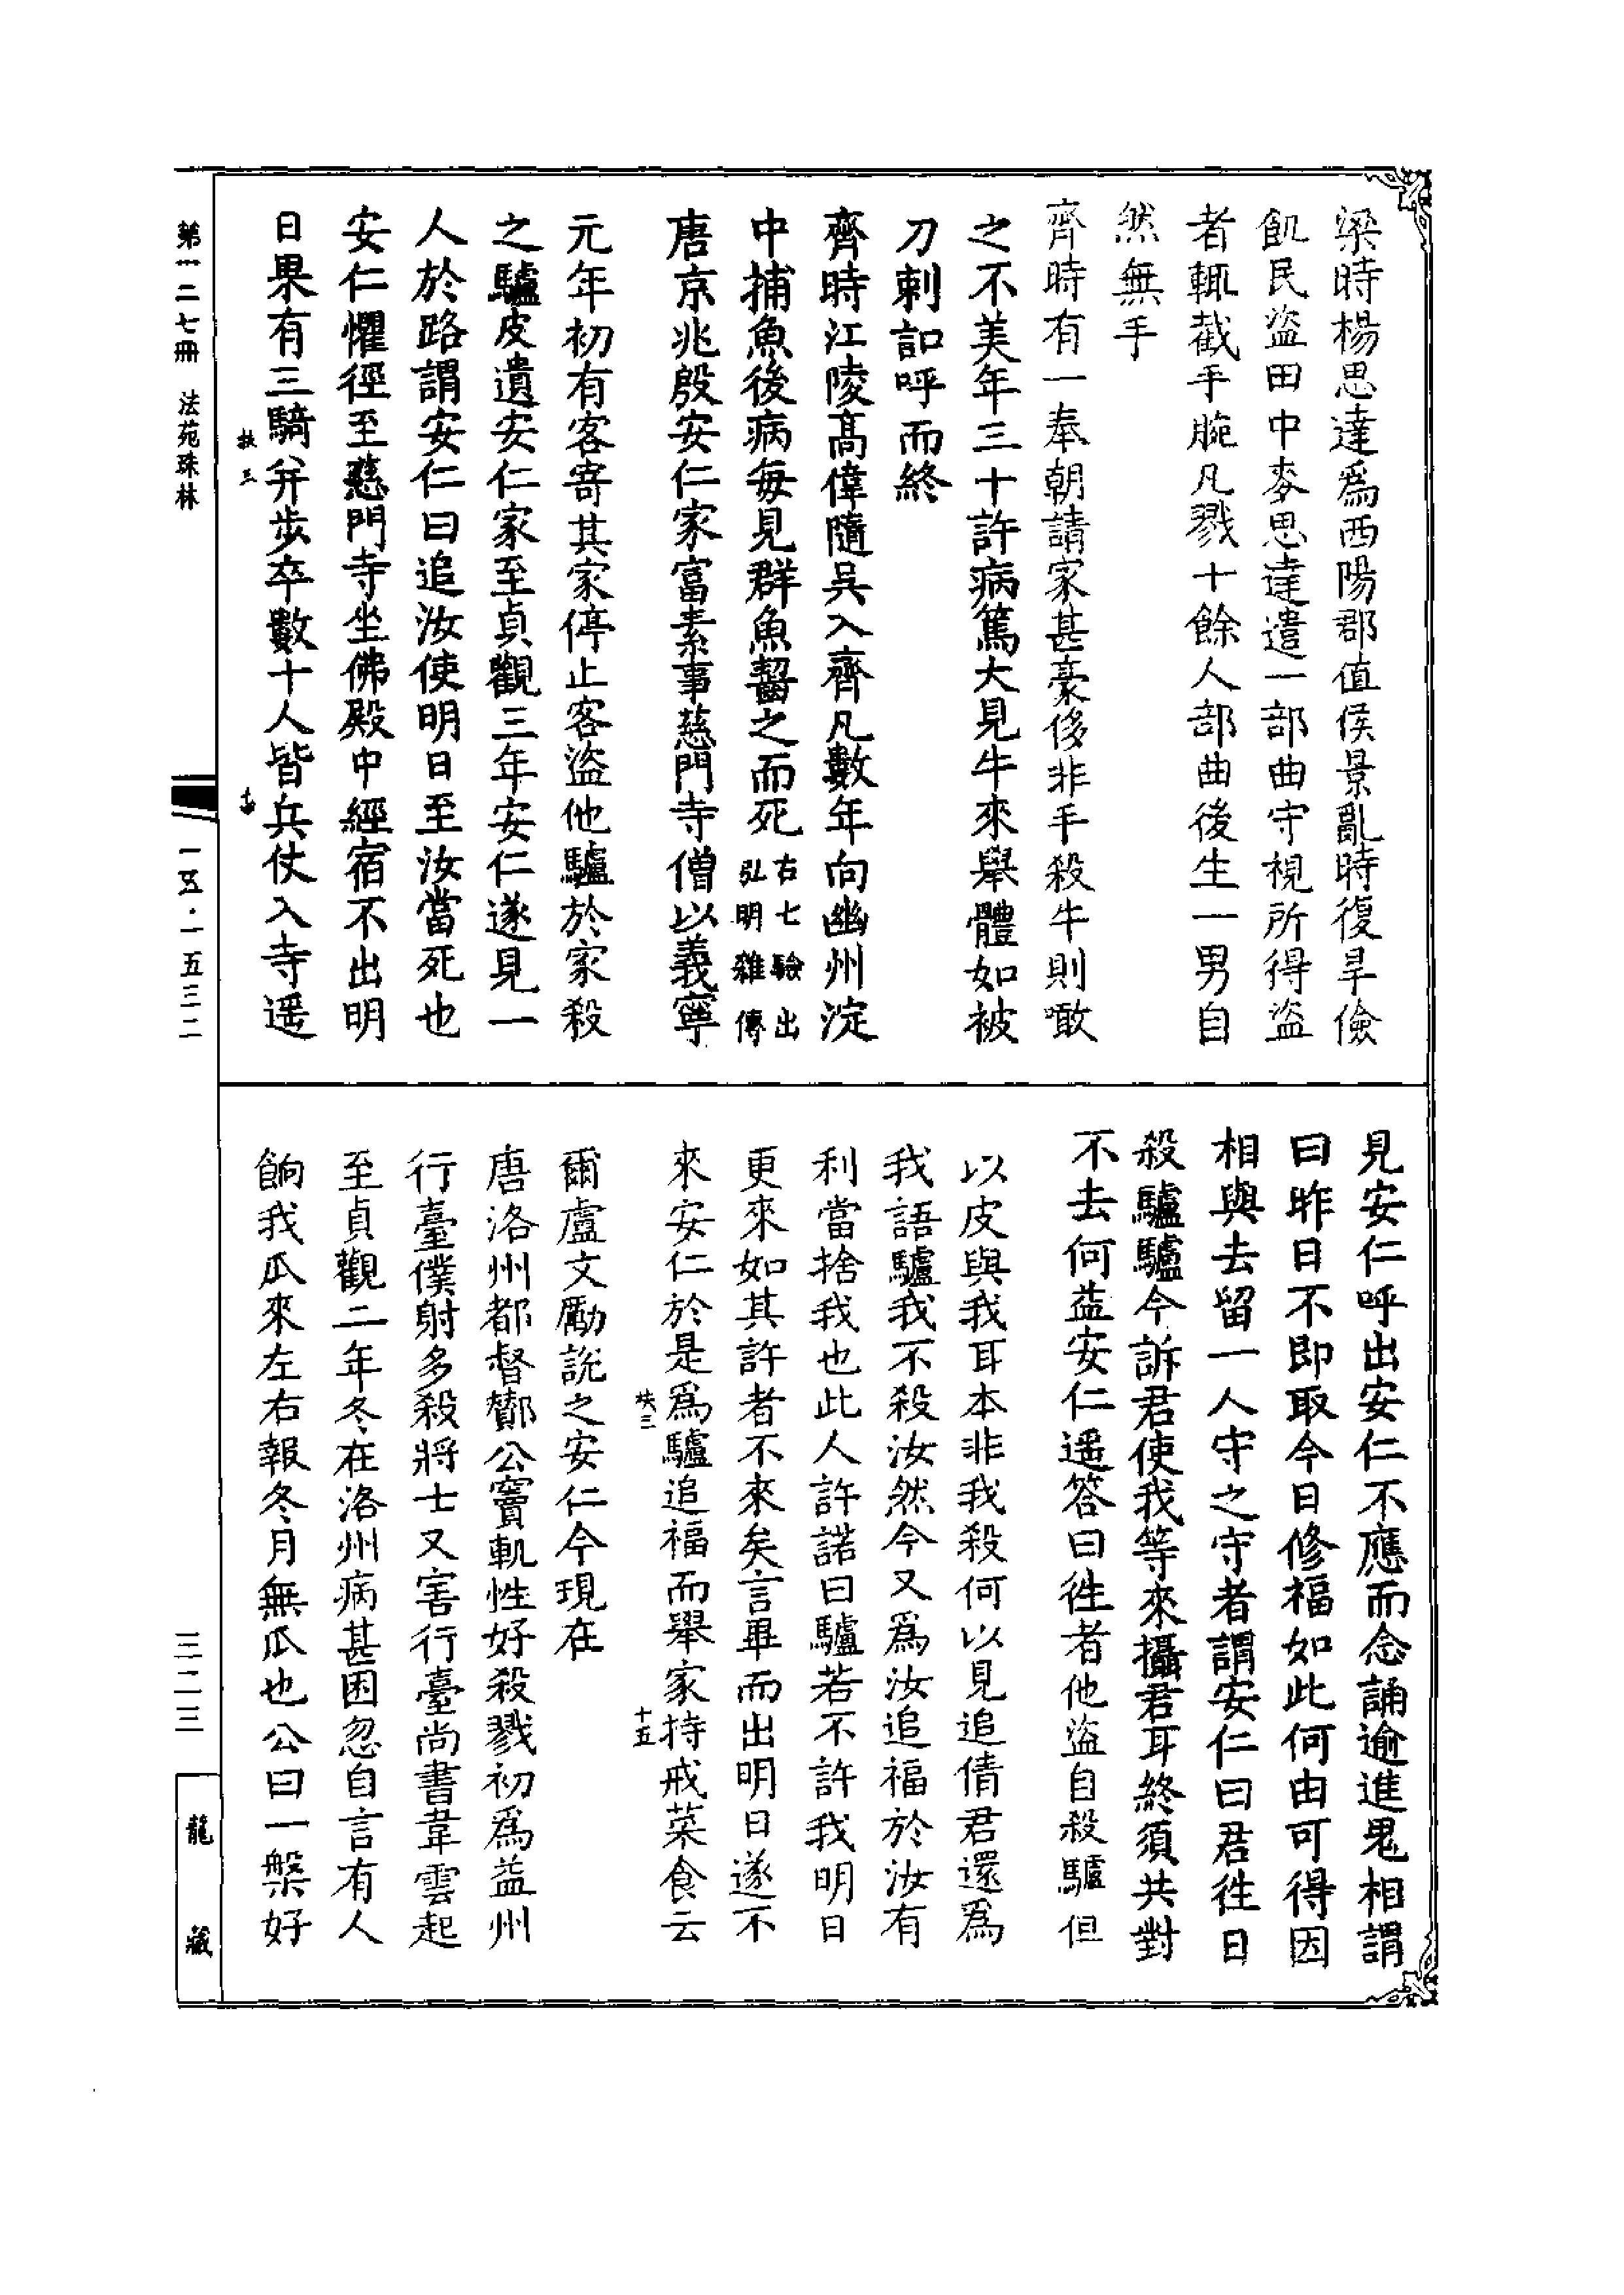 梁時楊思達爲西陽郡值侯景亂時復旱儉
飢民盜田中麥思達遣一部曲守視所得盜
者輒截手腕凡戮十餘人部曲後生一男自
然無手
齊時有一奉朝請家甚豪侈非手殺牛則噉
之不美年三十許病篤大見牛來舉體如被
刀刺訆呼而終
齊時江陵高偉隨吳入齊凡數年向幽州淀
中捕魚後病每見群魚齧之而死右七驗出弘明雜傳
唐京兆殷安仁家富素事慈門寺僧以義寧
元年初有客寄其家停止客盜他驢於家殺
之驢皮遺安仁家至貞觀三年安仁遂見一
人於路謂安仁曰追汝使明日至汝當死也
安仁懼徑至慈門寺坐佛殿中經宿不出明
日果有三騎并步卒數十人皆兵仗入寺遥
見安仁呼出安仁不應而念誦逾進鬼相謂
曰昨日不即取今日修福如此何由可得因
相與去留一人守之守者謂安仁曰君往日
殺驢驢今訴君使我等來攝君耳終須共對
不去何益安仁遥答曰往者他盜自殺驢但
以皮與我耳本非我殺何以見追倩君還爲
我語驢我不殺汝然今又爲汝追福於汝有
利當捨我也此人許諾曰驢若不許我明日
更來如其許者不來矣言畢而出明日遂不
來安仁於是爲驢追福而舉家持戒菜食云
爾盧文勵説之安仁今現在
唐洛州都督酇公竇軌性好殺戮初爲益州
行臺僕射多殺將士又害行臺尚書韋雲起
至貞觀二年冬在洛州病甚困忽自言有人
餉我瓜來左右報冬月無瓜也公曰一槃好
第一二七冊 法苑珠林
一五·一五三二
三二三
龍藏
扶三
十五